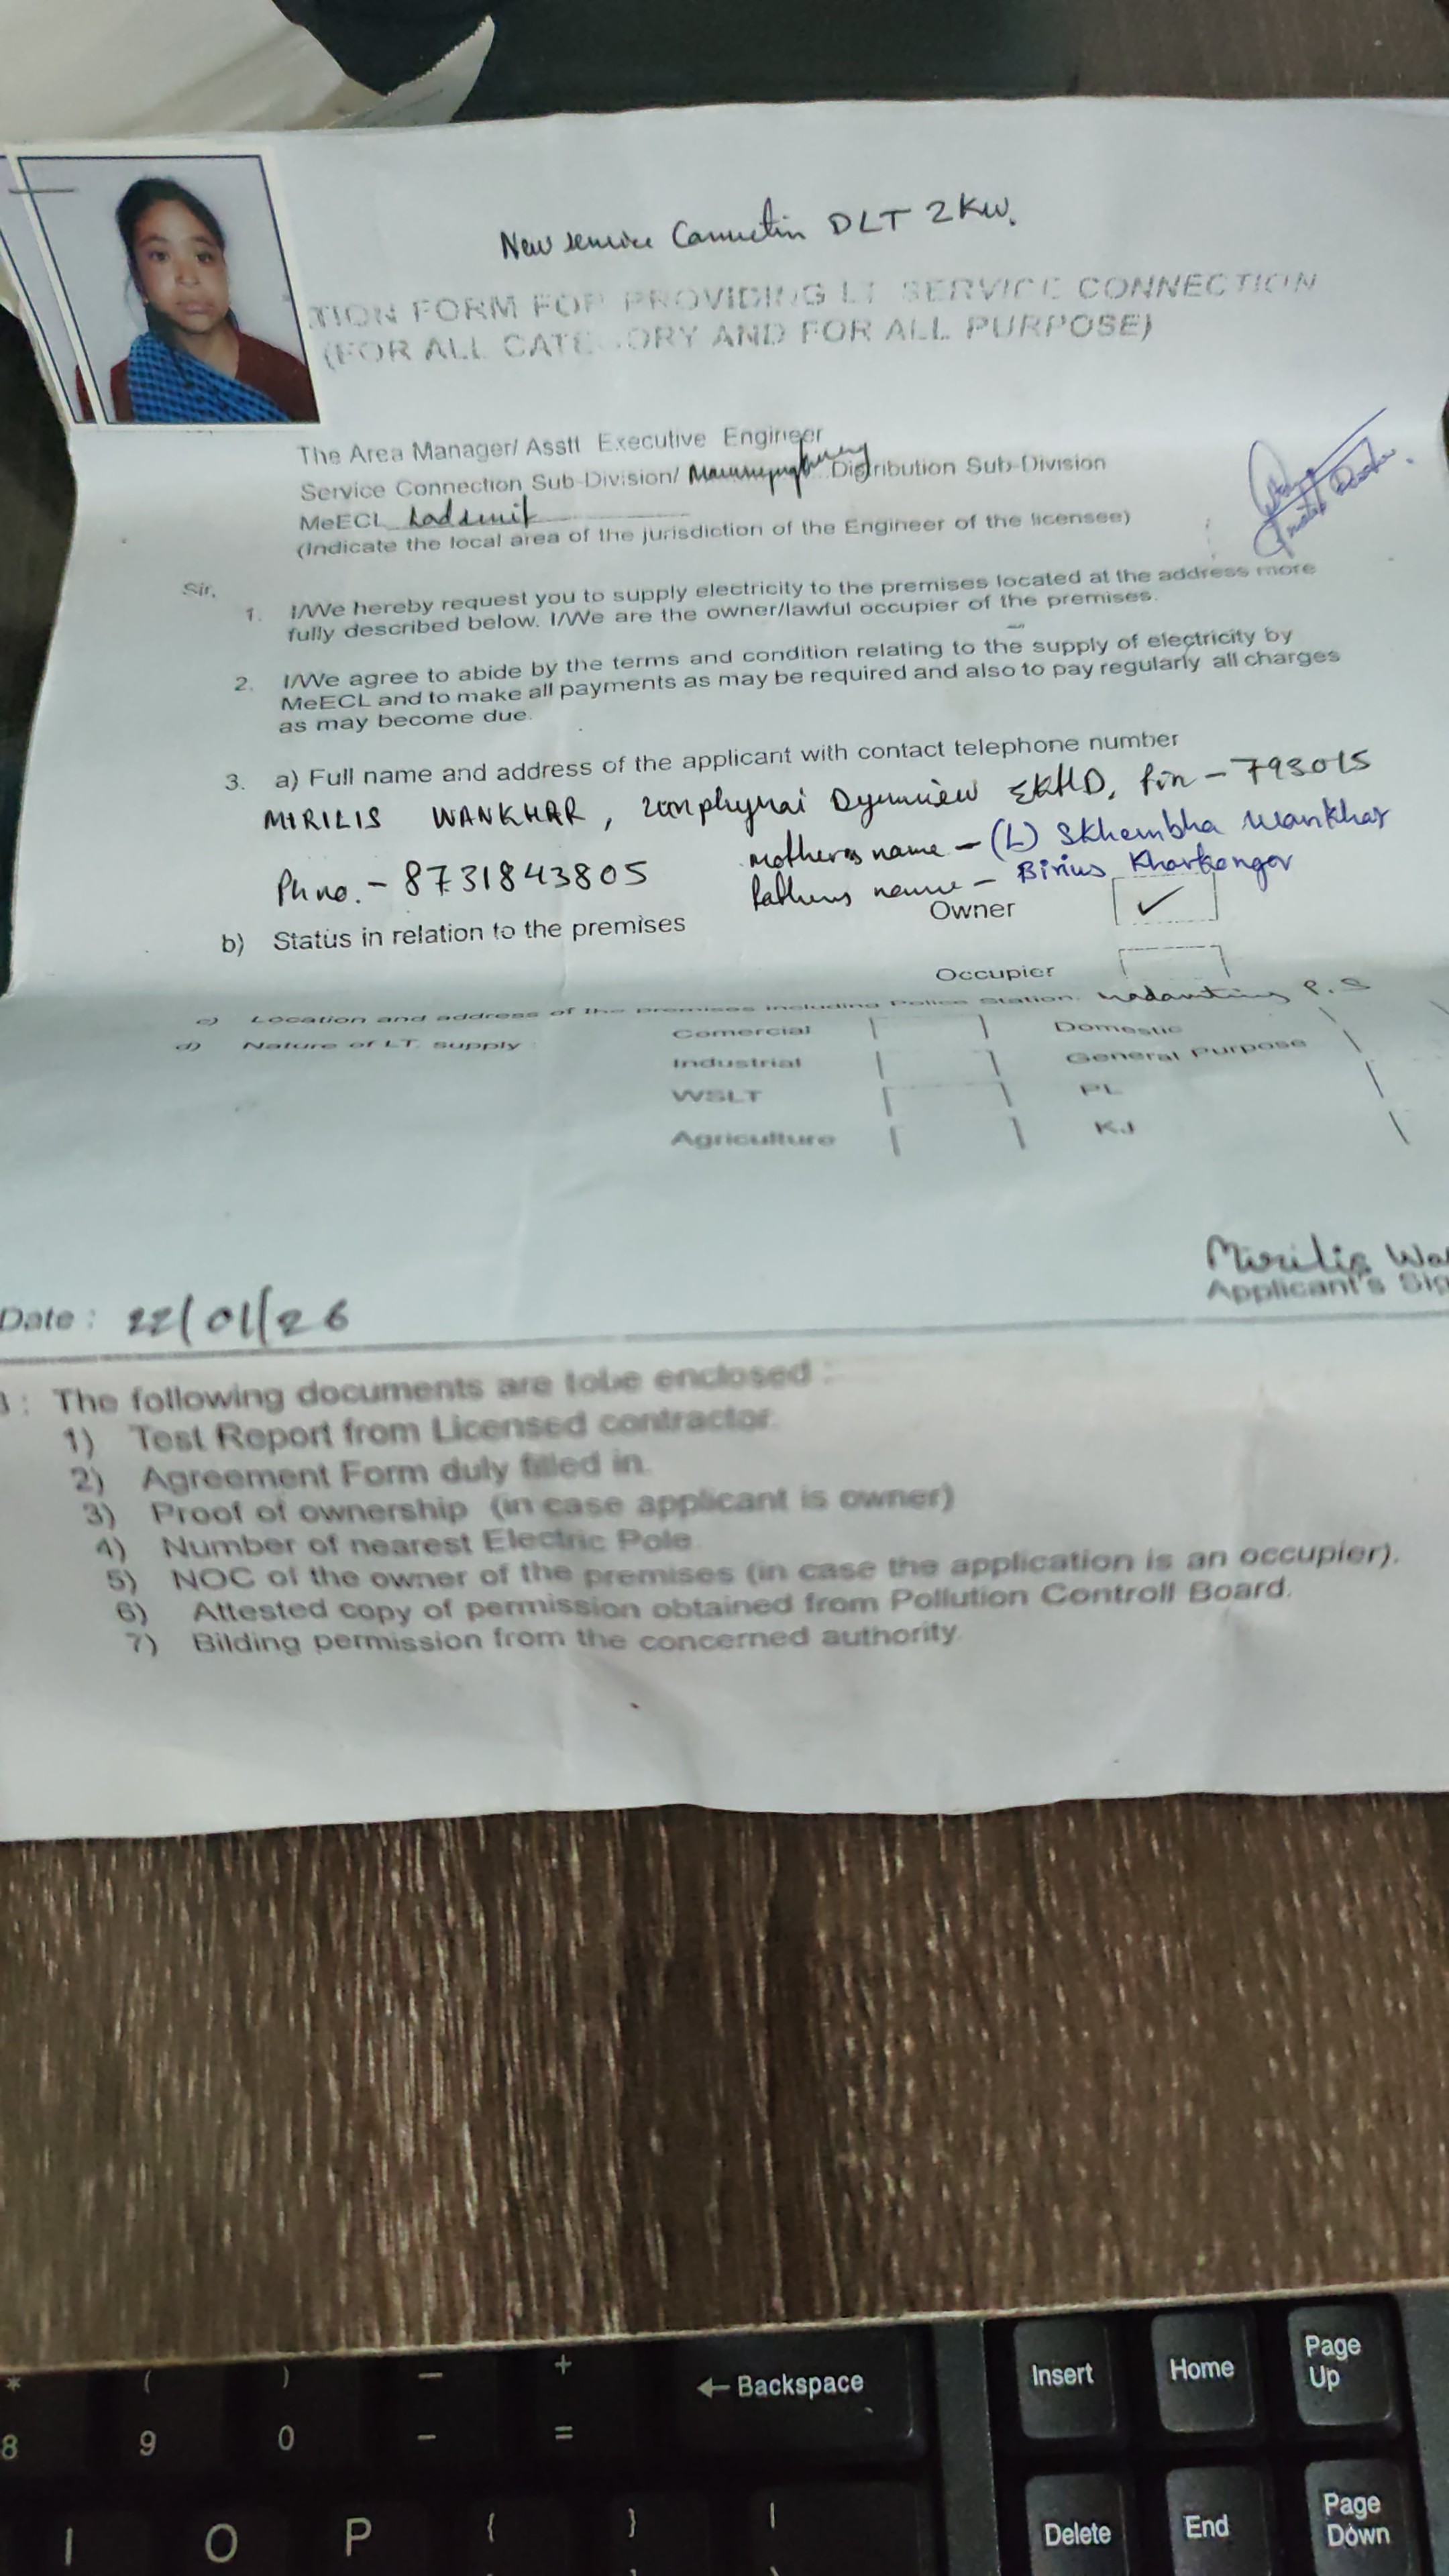 New service Connectin DLT 2KW.
TION FORM FOR PROVIDING LT SERVICE CONNECTION
(FOR ALL CATEGORY AND FOR ALL PURPOSE)
The Area Manager/ Asstt Executive Engineer
Service Connection Sub-Division/ Distribution Sub-Division
MeECL
(Indicate the local area of the jurisdiction of the Engineer of the licensee)
Sir,
1. I/We hereby request you to supply electricity to the premises located at the address more
fully described below. I/We are the owner/lawful occupier of the premises.
2. I/We agree to abide by the terms and condition relating to the supply of electricity by
MeECL and to make all payments as may be required and also to pay regularly all charges
as may become due.
3. a) Full name and address of the applicant with contact telephone number
MIRILIS WANKHAR, EKHD, Pin - 793015
mothers name - (L) Skhembha Wankhar
Ph no. - 8731843805
Fathers name - Birius Kharkongor
b) Status in relation to the premises Owner ✓
Occupier
c) Location and address of the premises including Police Station. P.S
d) Nature of LT. supply Comercial Domestic
Industrial General Purpose
WSLT PL
Agriculture KJ
Mirilis
Applicant's
Date : 22/01/26
: The following documents are tobe enclosed :
1) Test Report from Licensed contractor.
2) Agreement Form duly filled in.
3) Proof of ownership (in case applicant is owner)
4) Number of nearest Electric Pole
5) NOC of the owner of the premises (in case the application is an occupier).
6) Attested copy of permission obtained from Pollution Controll Board.
7) Bilding permission from the concerned authority.
* ( ) — +
8 9 0 - =
← Backspace
Insert Home Page Up
I O P { } |
Delete End Page Down